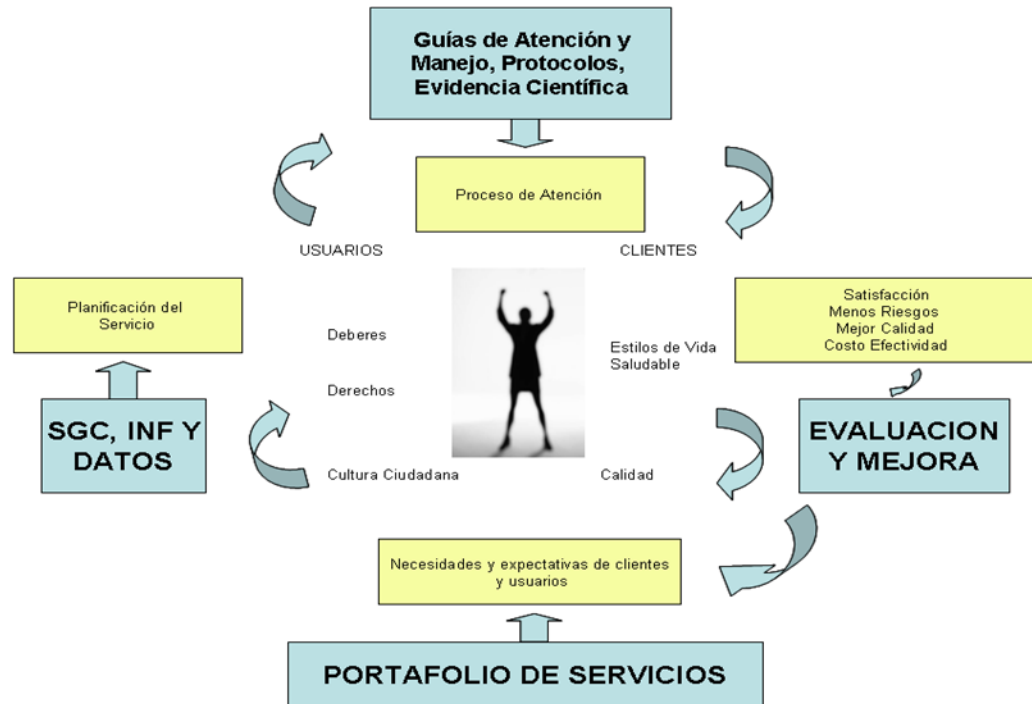 Guías de Atención y
Manejo, Protocolos,
Evidencia Científica
Proceso de Atención
USUARIOS
CLIENTES
Planificación del
Servicio
Satisfacción
Menos Riesgos
Mejor Calidad
Costo Efectividad
Deberes
Estilos de Vida
Saludable
Derechos
SGC, INF Y
DATOS
EVALUACION
Y MEJORA
Cultura Ciudadana
Calidad
Necesidades y expectativas de clientes
y usuarios
PORTAFOLIO DE SERVICIOS